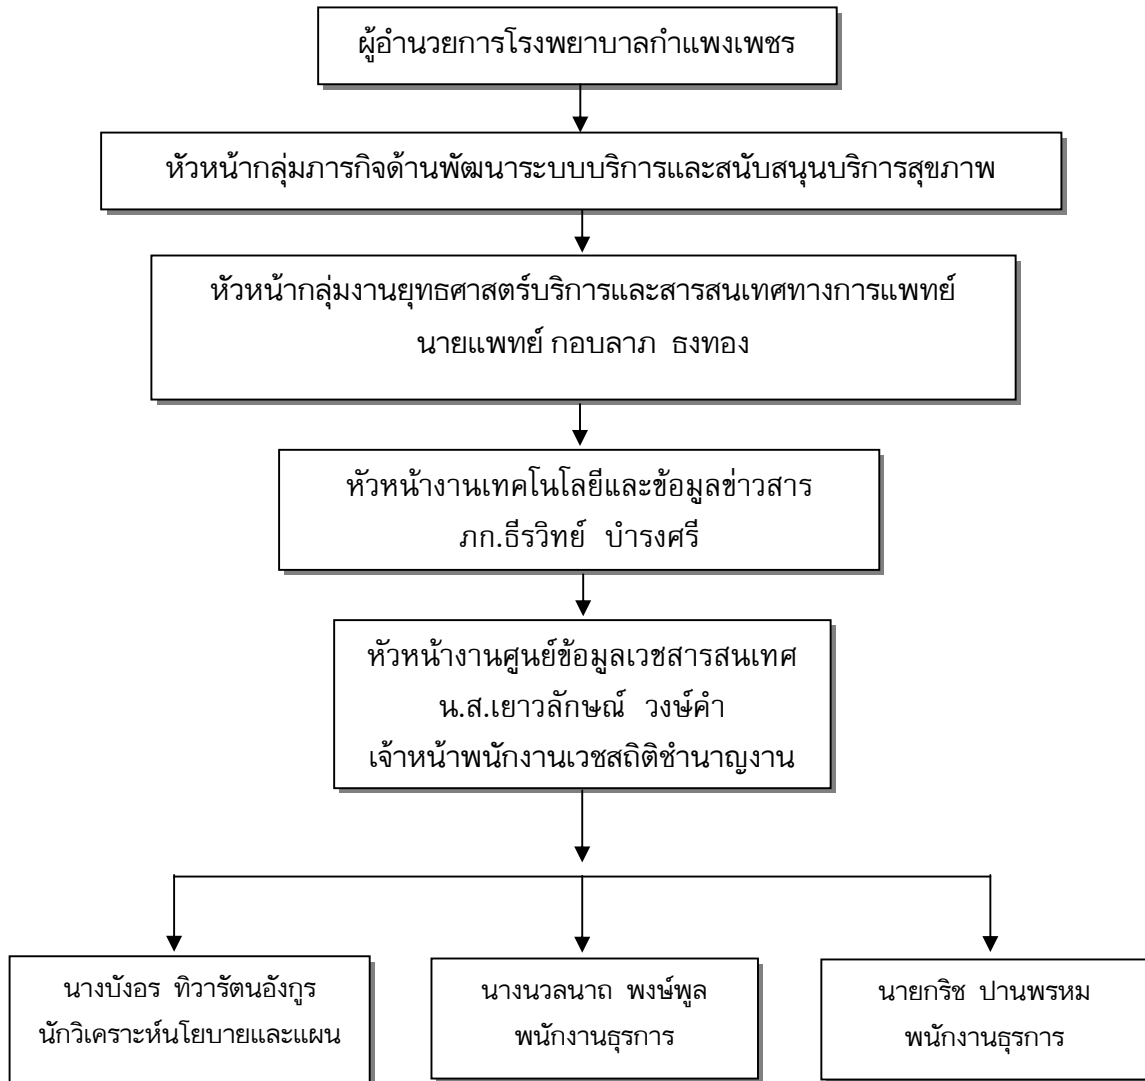 ผู้อำนวยการโรงพยาบาลกำแพงเพชร
หัวหน้ากลุ่มภารกิจด้านพัฒนาระบบบริการและสนับสนุนบริการสุขภาพ
หัวหน้ากลุ่มงานยุทธศาสตร์บริการและสารสนเทศทางการแพทย์
นายแพทย์ กอบลาภ ธงทอง
หัวหน้างานเทคโนโลยีและข้อมูลข่าวสาร
ภก.ธีรวิทย์ บำรงศรี
หัวหน้างานศูนย์ข้อมูลเวชสารสนเทศ
น.ส.เยาวลักษณ์ วงษ์คำ
เจ้าหน้าพนักงานเวชสถิติชำนาญงาน
นางบังอร ทิวารัตนอังกูร
นักวิเคราะห์นโยบายและแผน
นางนวลนาถ พงษ์พูล
พนักงานธุรการ
นายกริช ปานพรหม
พนักงานธุรการ